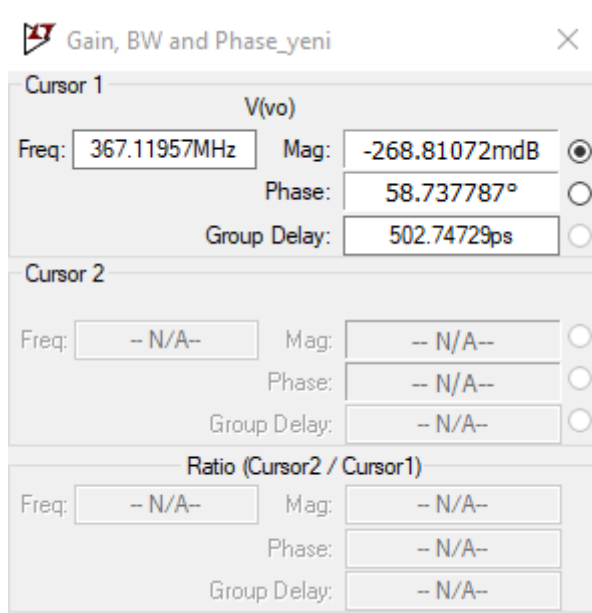 Gain, BW and Phase_yeni
Cursor 1
V(vo)
Freq: 367.11957MHz Mag: -268.81072mdB
Phase: 58.737787°
Group Delay: 502.74729ps
Cursor 2
Freq: -- N/A-- Mag: -- N/A--
Phase: -- N/A--
Group Delay: -- N/A--
Ratio (Cursor2 / Cursor1)
Freq: -- N/A-- Mag: -- N/A--
Phase: -- N/A--
Group Delay: -- N/A--